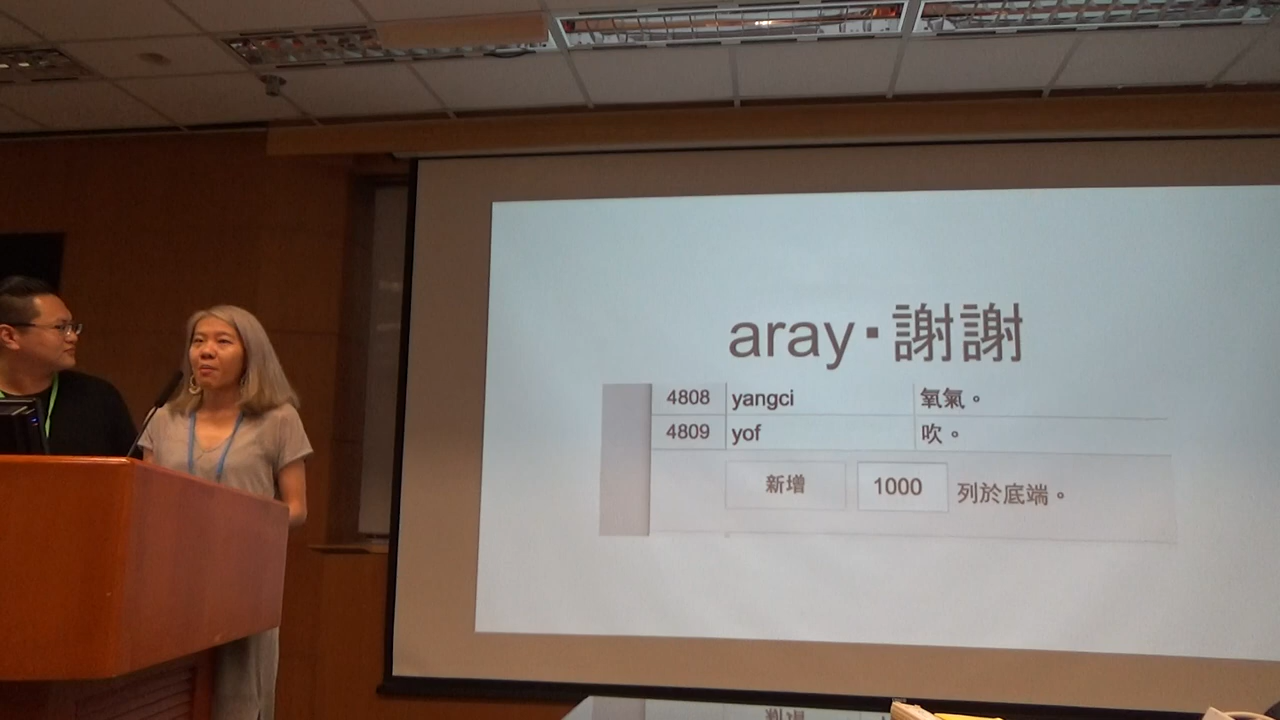 aray▪謝謝
4808 yangci 氧氣。
4809 yof 吹。
新增 1000 列於底端。